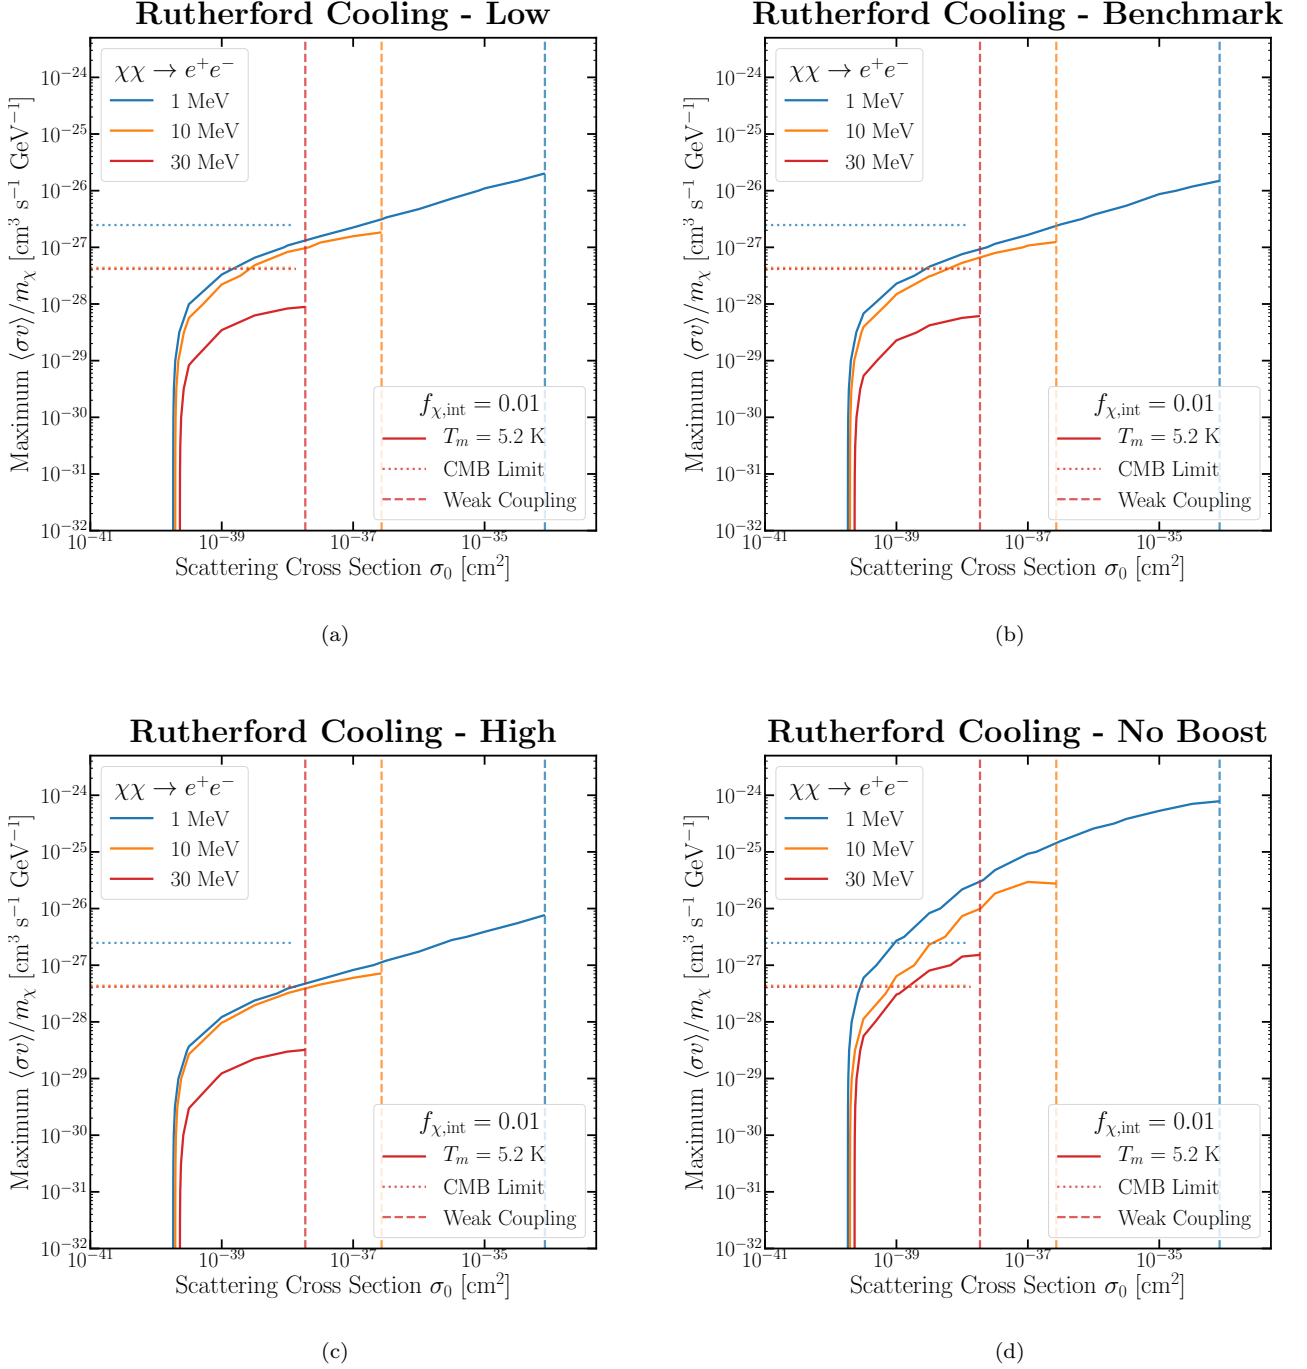 Rutherford Cooling - Low
Maximum ⟨σv⟩/m_χ [cm³ s⁻¹ GeV⁻¹]
10⁻²⁴
10⁻²⁵
10⁻²⁶
10⁻²⁷
10⁻²⁸
10⁻²⁹
10⁻³⁰
10⁻³¹
10⁻³²
χχ → e⁺e⁻
1 MeV
10 MeV
30 MeV
f_χ,int = 0.01
T_m = 5.2 K
CMB Limit
Weak Coupling
10⁻⁴¹ 10⁻³⁹ 10⁻³⁷ 10⁻³⁵
Scattering Cross Section σ₀ [cm²]
(a)
Rutherford Cooling - Benchmark
Maximum ⟨σv⟩/m_χ [cm³ s⁻¹ GeV⁻¹]
10⁻²⁴
10⁻²⁵
10⁻²⁶
10⁻²⁷
10⁻²⁸
10⁻²⁹
10⁻³⁰
10⁻³¹
10⁻³²
χχ → e⁺e⁻
1 MeV
10 MeV
30 MeV
f_χ,int = 0.01
T_m = 5.2 K
CMB Limit
Weak Coupling
10⁻⁴¹ 10⁻³⁹ 10⁻³⁷ 10⁻³⁵
Scattering Cross Section σ₀ [cm²]
(b)
Rutherford Cooling - High
Maximum ⟨σv⟩/m_χ [cm³ s⁻¹ GeV⁻¹]
10⁻²⁴
10⁻²⁵
10⁻²⁶
10⁻²⁷
10⁻²⁸
10⁻²⁹
10⁻³⁰
10⁻³¹
10⁻³²
χχ → e⁺e⁻
1 MeV
10 MeV
30 MeV
f_χ,int = 0.01
T_m = 5.2 K
CMB Limit
Weak Coupling
10⁻⁴¹ 10⁻³⁹ 10⁻³⁷ 10⁻³⁵
Scattering Cross Section σ₀ [cm²]
(c)
Rutherford Cooling - No Boost
Maximum ⟨σv⟩/m_χ [cm³ s⁻¹ GeV⁻¹]
10⁻²⁴
10⁻²⁵
10⁻²⁶
10⁻²⁷
10⁻²⁸
10⁻²⁹
10⁻³⁰
10⁻³¹
10⁻³²
χχ → e⁺e⁻
1 MeV
10 MeV
30 MeV
f_χ,int = 0.01
T_m = 5.2 K
CMB Limit
Weak Coupling
10⁻⁴¹ 10⁻³⁹ 10⁻³⁷ 10⁻³⁵
Scattering Cross Section σ₀ [cm²]
(d)